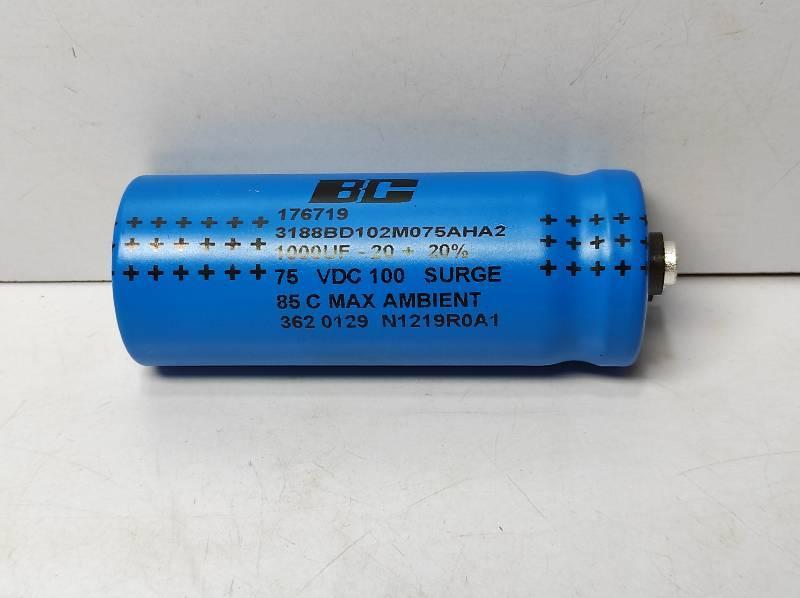 BC
176719
+ + + + + + + 3188BD102M075AHA2 + + + + +
+ + + + + + + 1000UF -20 + 20% + + + + +
+ + + + + + + 75 VDC 100 SURGE + + + + +
85 C MAX AMBIENT
362 0129 N1219R0A1